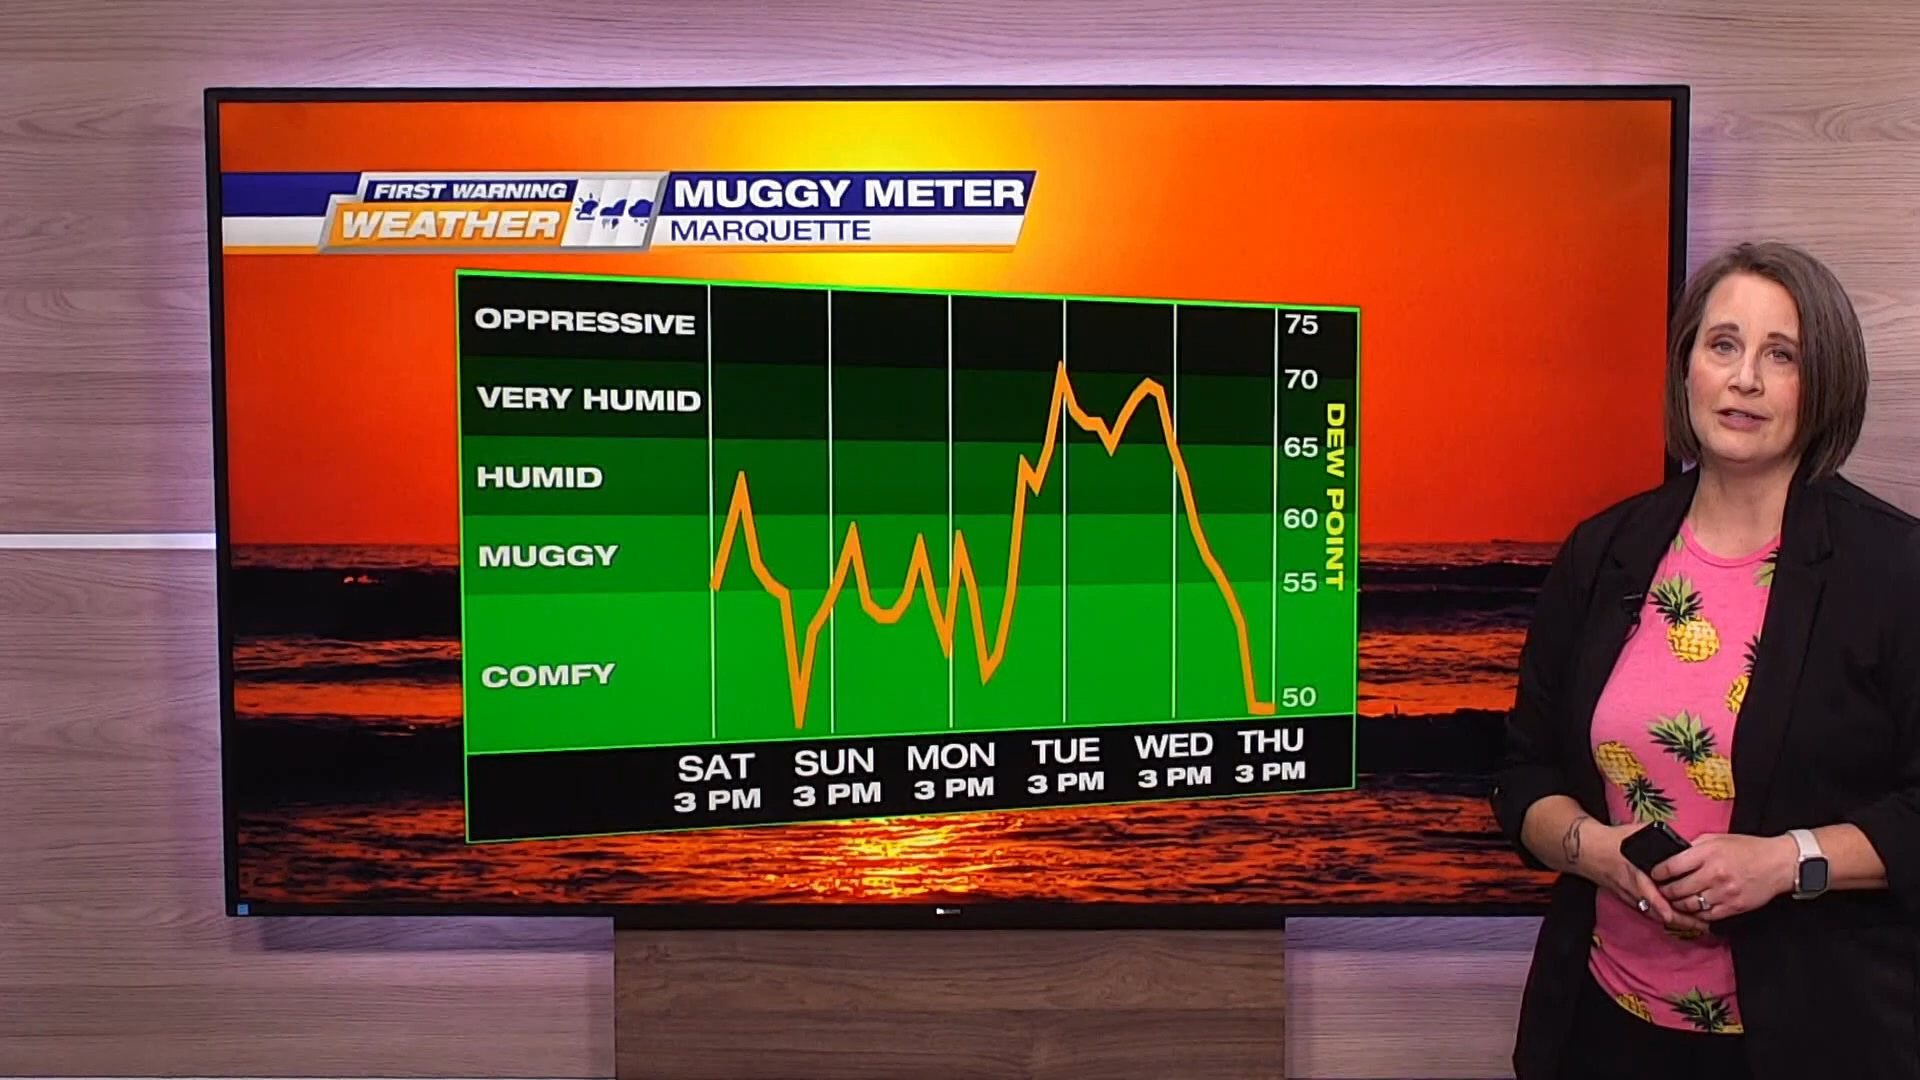 FIRST WARNING
WEATHER
MUGGY METER
MARQUETTE
OPPRESSIVE
VERY HUMID
HUMID
MUGGY
COMFY
75
70
65
60
55
50
DEW POINT
SAT
3 PM
SUN
3 PM
MON
3 PM
TUE
3 PM
WED
3 PM
THU
3 PM